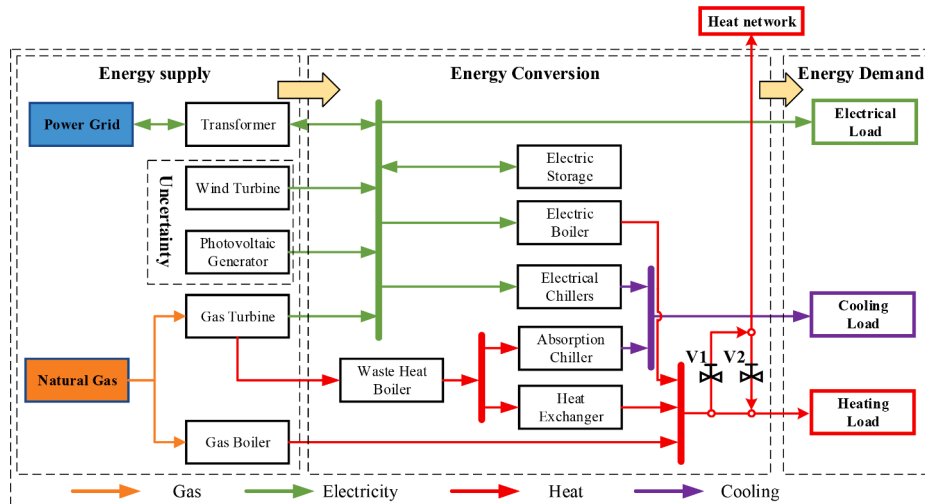 Heat network
Energy supply
Energy Conversion
Energy Demand
Power Grid
Transformer
Electrical
Load
Uncertainty
Wind Turbine
Electric
Storage
Photovoltaic
Generator
Electric
Boiler
Electrical
Chillers
Gas Turbine
Cooling
Load
Absorption
Chiller
V1
V2
Natural Gas
Waste Heat
Boiler
Heat
Exchanger
Heating
Load
Gas Boiler
Gas
Electricity
Heat
Cooling